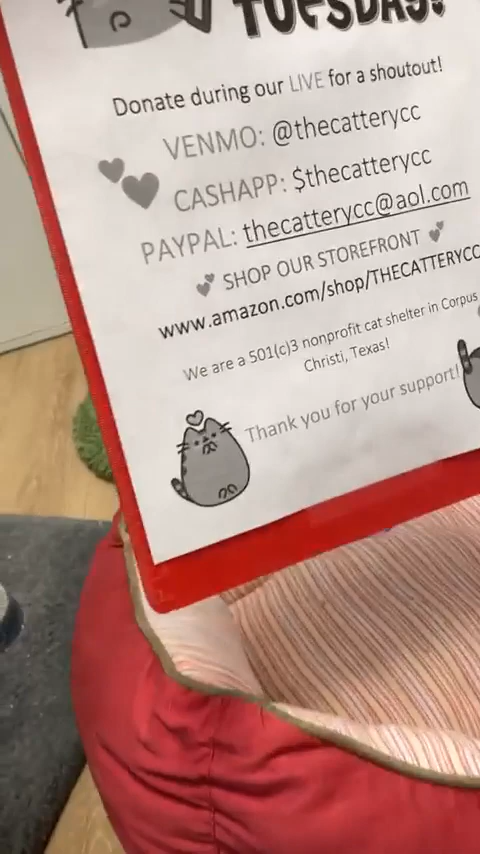 TUESDAY!
Donate during our LIVE for a shoutout!
VENMO: @thecatterycc
CASHAPP: $thecatterycc
PAYPAL: thecatterycc@aol.com
SHOP OUR STOREFRONT
www.amazon.com/shop/THECATTERYCC
We are a 501(c)3 nonprofit cat shelter in Corpus
Christi, Texas!
Thank you for your support!